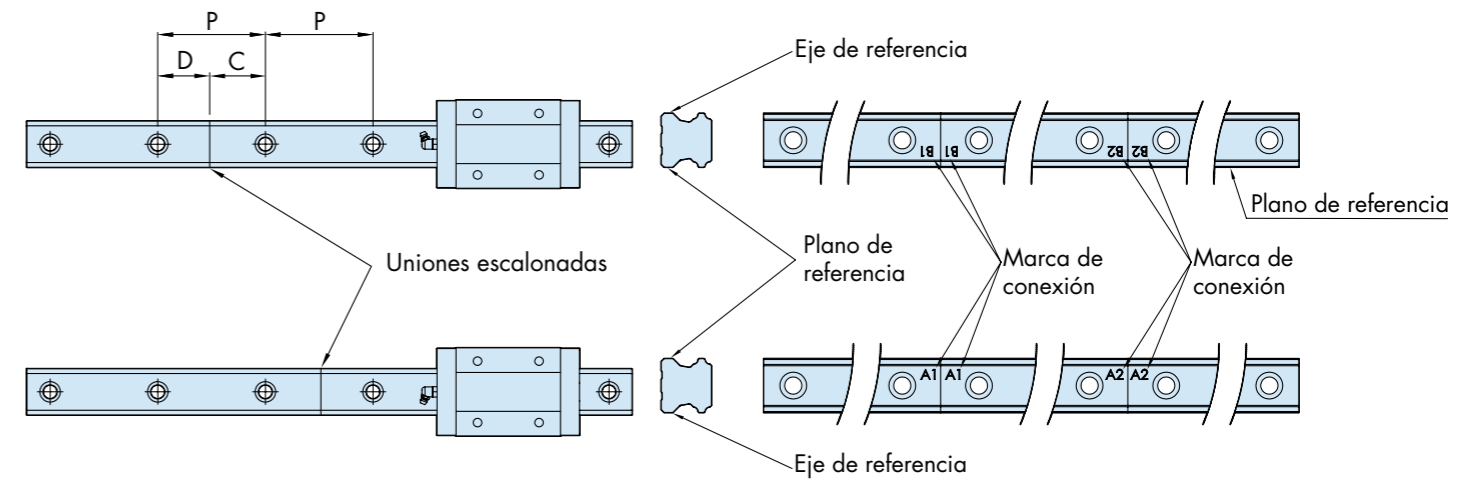 P P
D C
Eje de referencia
B1 B1
B2 B2
Plano de referencia
Uniones escalonadas
Plano de
referencia
Marca de
conexión
Marca de
conexión
A1 A1
A2 A2
Eje de referencia